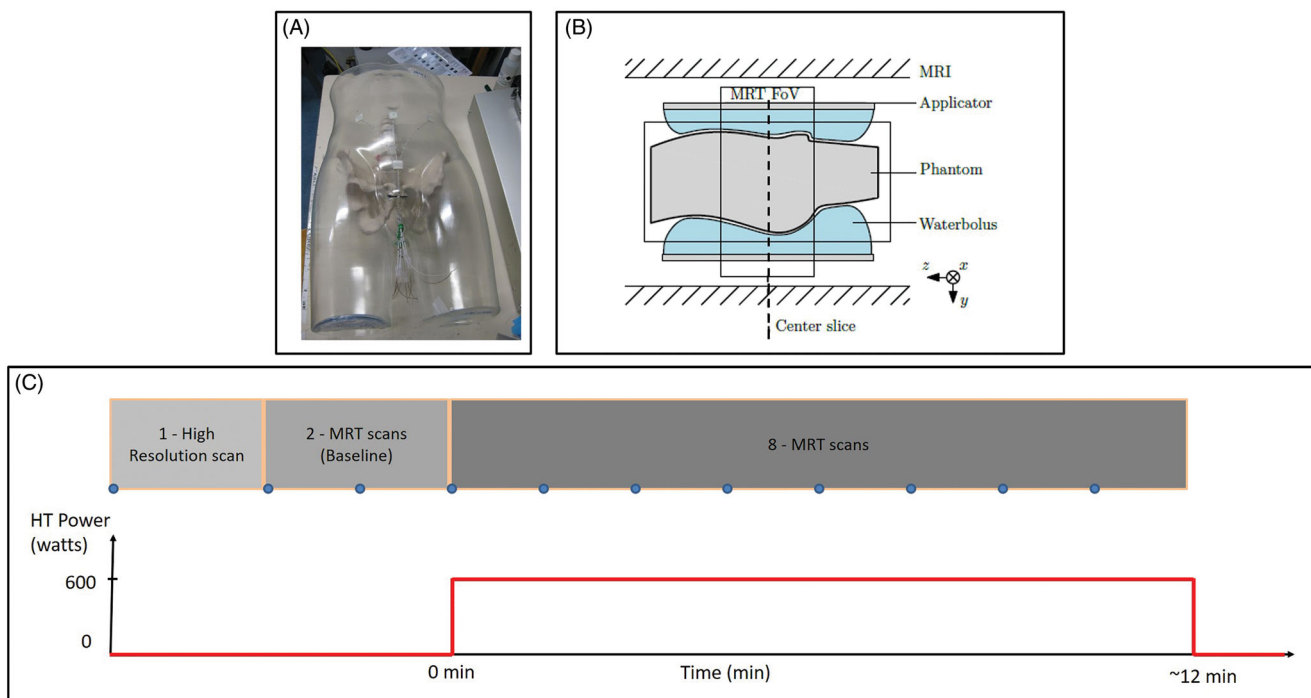 (A)
(B)
MRI
MRT FoV
Applicator
Phantom
Waterbolus
z
x
y
Center slice
(C)
1 - High
Resolution scan
2 - MRT scans
(Baseline)
8 - MRT scans
HT Power
(watts)
600
0
0 min
Time (min)
~12 min